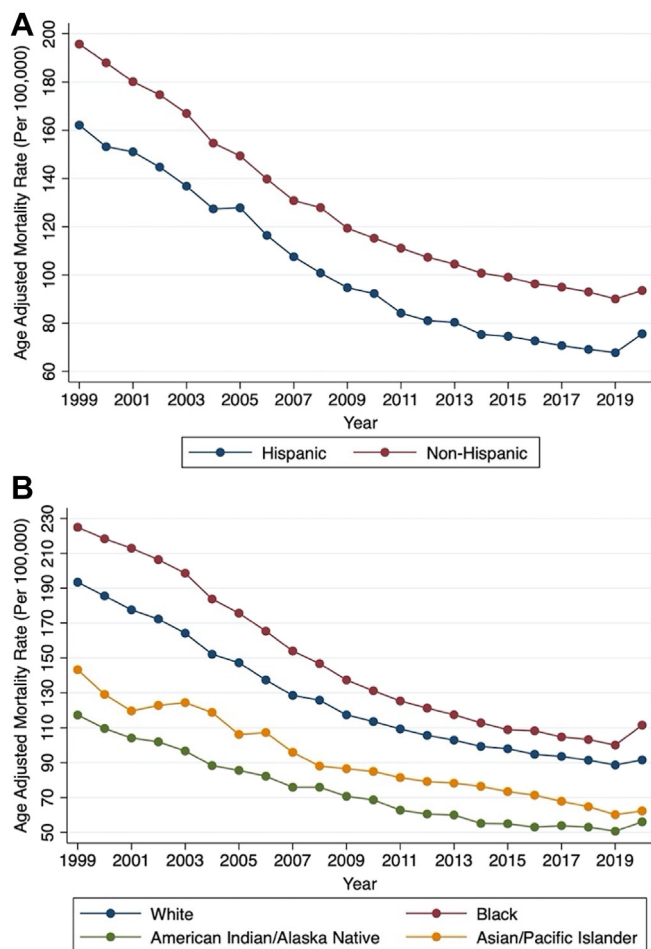 A
Age Adjusted Mortality Rate (Per 100,000)
200
180
160
140
120
100
80
60
1999 2001 2003 2005 2007 2009 2011 2013 2015 2017 2019
Year
Hispanic Non-Hispanic
B
Age Adjusted Mortality Rate (Per 100,000)
230
210
190
170
150
130
110
90
70
50
1999 2001 2003 2005 2007 2009 2011 2013 2015 2017 2019
Year
White Black
American Indian/Alaska Native Asian/Pacific Islander